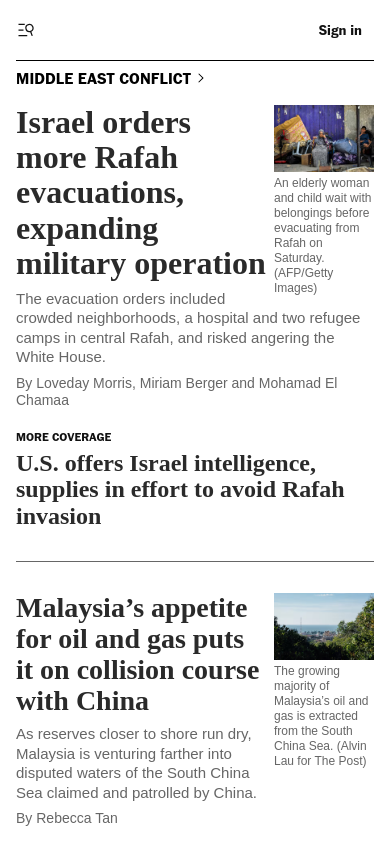 Sign in
MIDDLE EAST CONFLICT
Israel orders
more Rafah
evacuations,
expanding
military operation
An elderly woman
and child wait with
belongings before
evacuating from
Rafah on
Saturday.
(AFP/Getty
Images)
The evacuation orders included
crowded neighborhoods, a hospital and two refugee
camps in central Rafah, and risked angering the
White House.
By Loveday Morris, Miriam Berger and Mohamad El
Chamaa
MORE COVERAGE
U.S. offers Israel intelligence,
supplies in effort to avoid Rafah
invasion
Malaysia’s appetite
for oil and gas puts
it on collision course
with China
The growing
majority of
Malaysia's oil and
gas is extracted
from the South
China Sea. (Alvin
Lau for The Post)
As reserves closer to shore run dry,
Malaysia is venturing farther into
disputed waters of the South China
Sea claimed and patrolled by China.
By Rebecca Tan